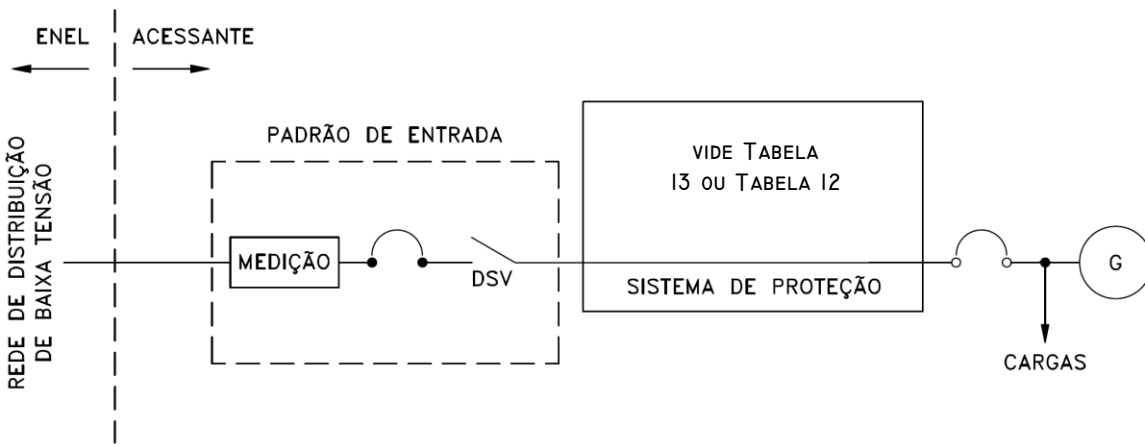 ENEL
ACESSANTE
REDE DE DISTRIBUIÇÃO
DE BAIXA TENSÃO
PADRÃO DE ENTRADA
MEDIÇÃO
DSV
VIDE TABELA
13 OU TABELA 12
SISTEMA DE PROTEÇÃO
G
CARGAS